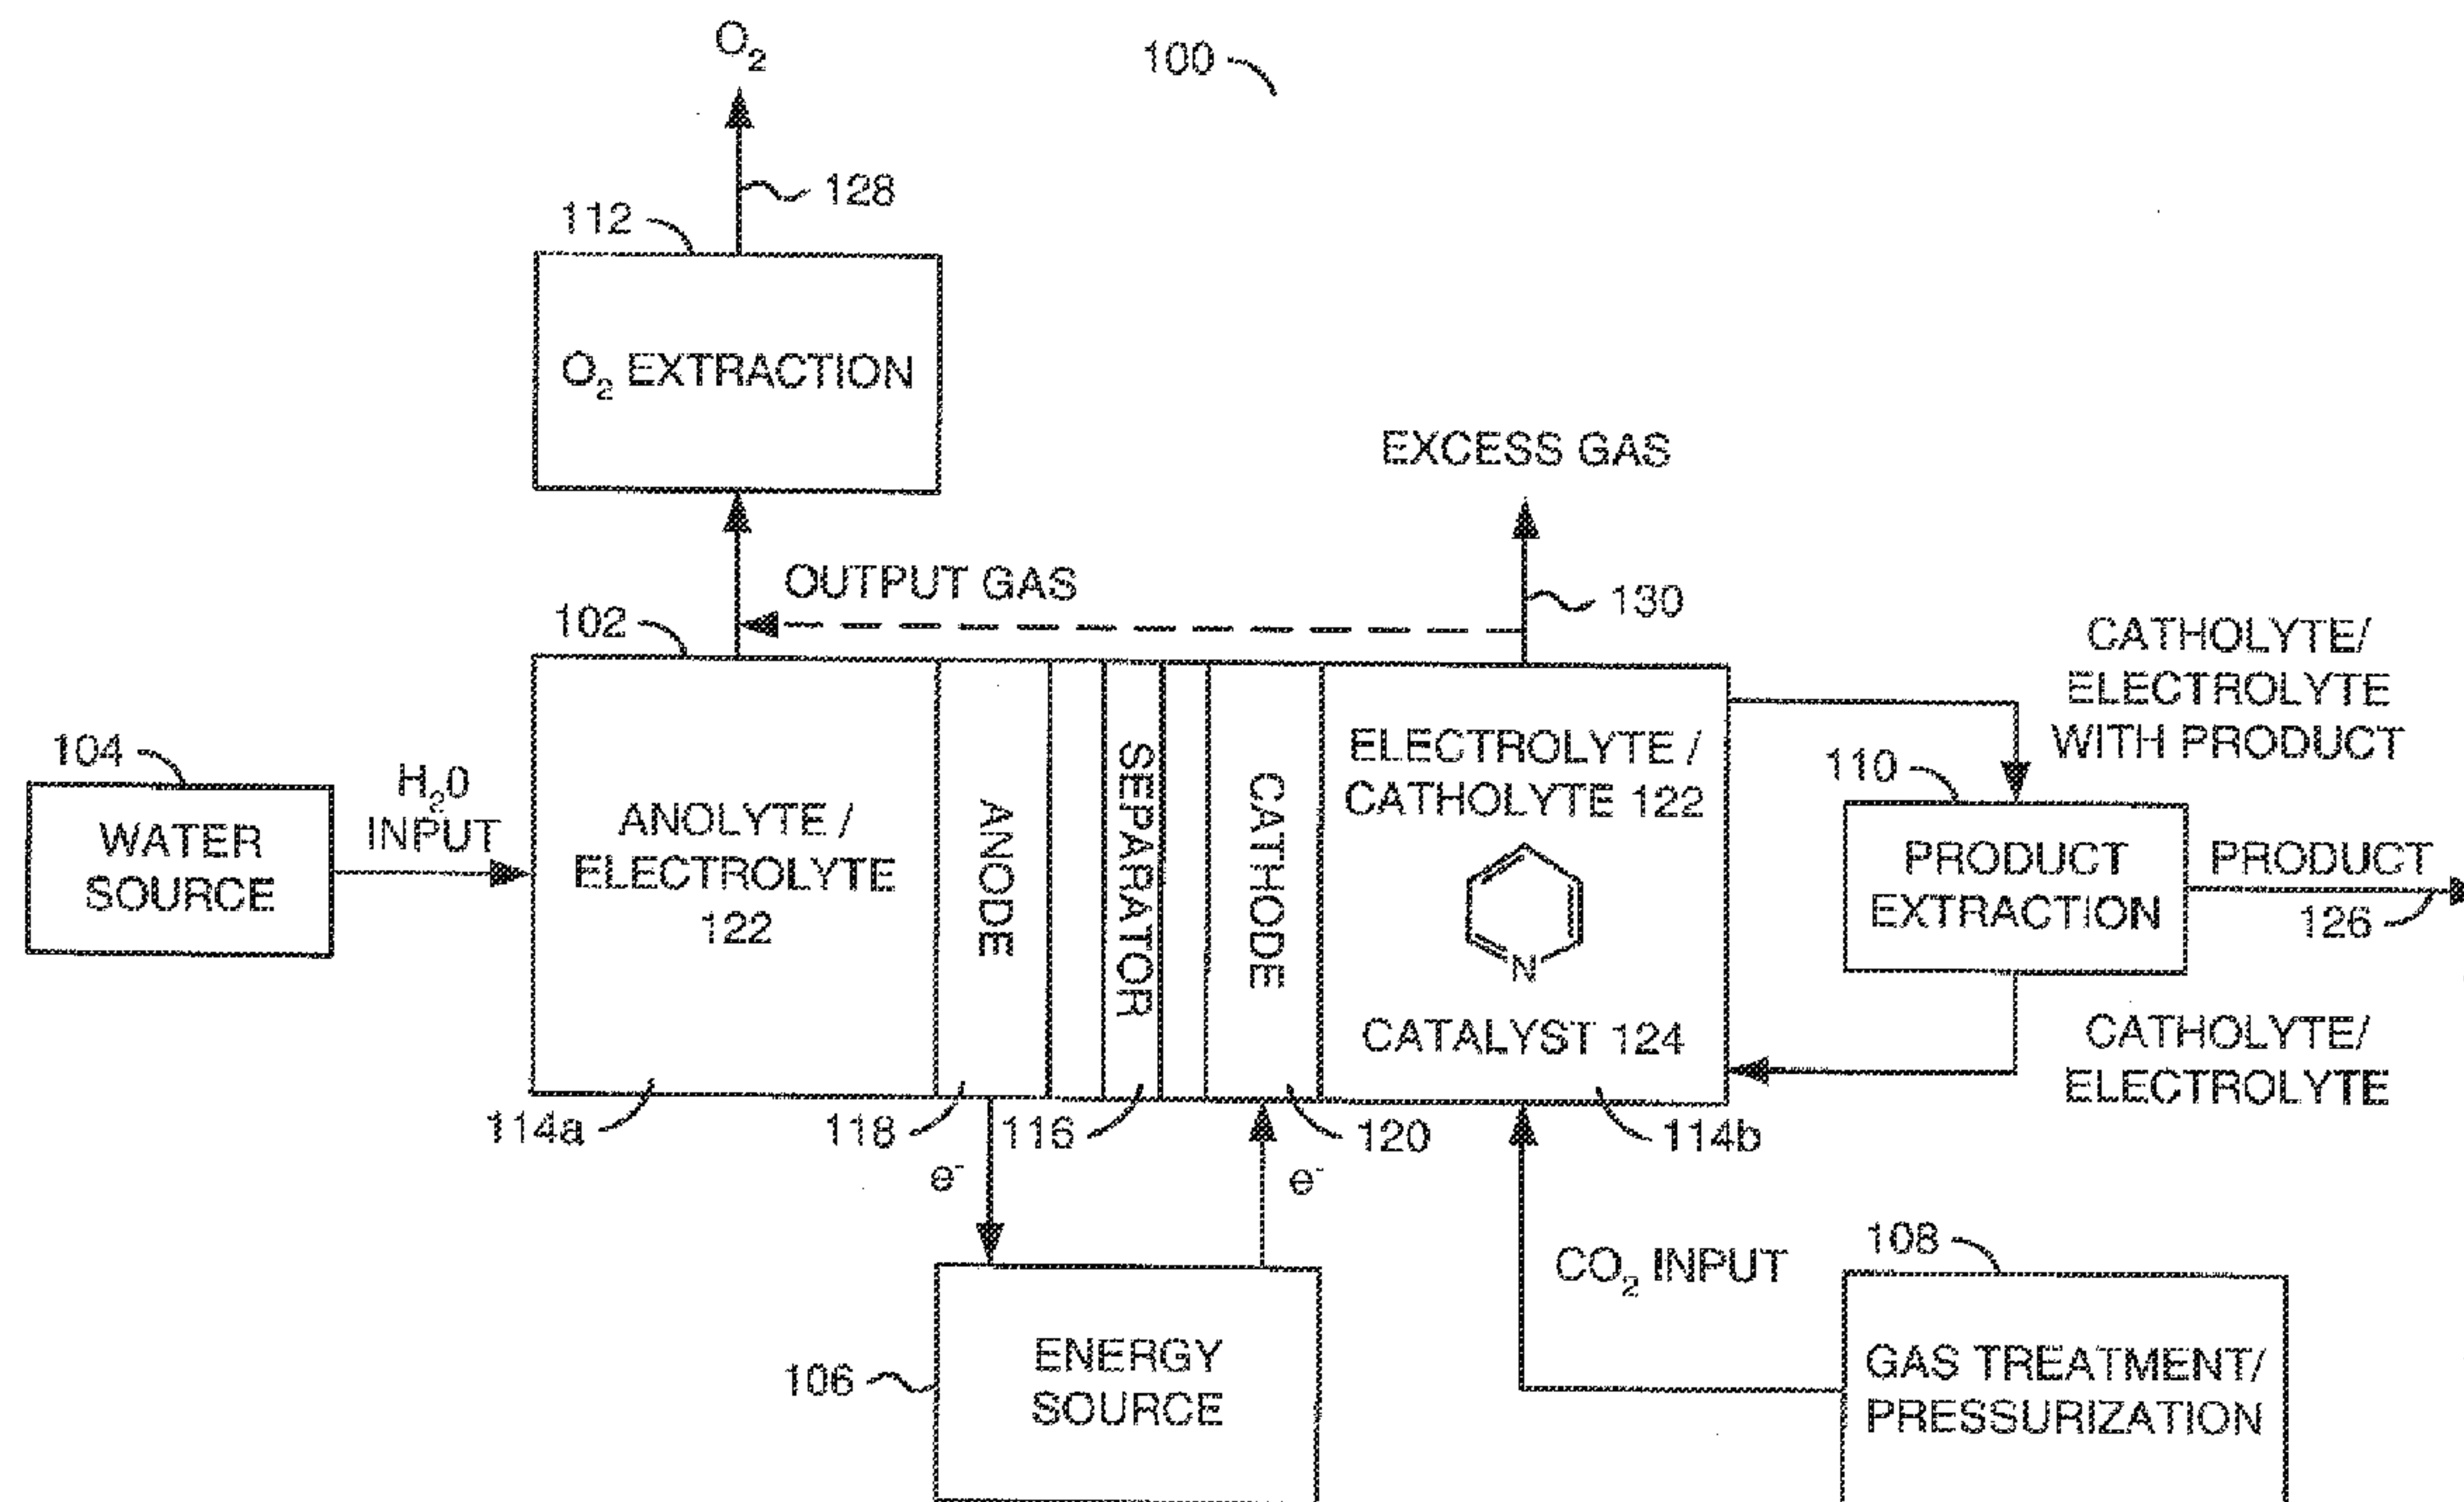 O₂
100
128
112
O₂ EXTRACTION
EXCESS GAS
OUTPUT GAS
130
102
CATHOLYTE/
ELECTROLYTE
WITH PRODUCT
104
H₂0
INPUT
WATER
SOURCE
ANOLYTE /
ELECTROLYTE
122
ANODE
SEPARATOR
CATHODE
ELECTROLYTE /
CATHOLYTE 122
N
CATALYST 124
110
PRODUCT
EXTRACTION
PRODUCT
126
CATHOLYTE/
ELECTROLYTE
114a
118
116
120
114b
e⁻
e⁻
CO₂ INPUT
108
106
ENERGY
SOURCE
GAS TREATMENT/
PRESSURIZATION